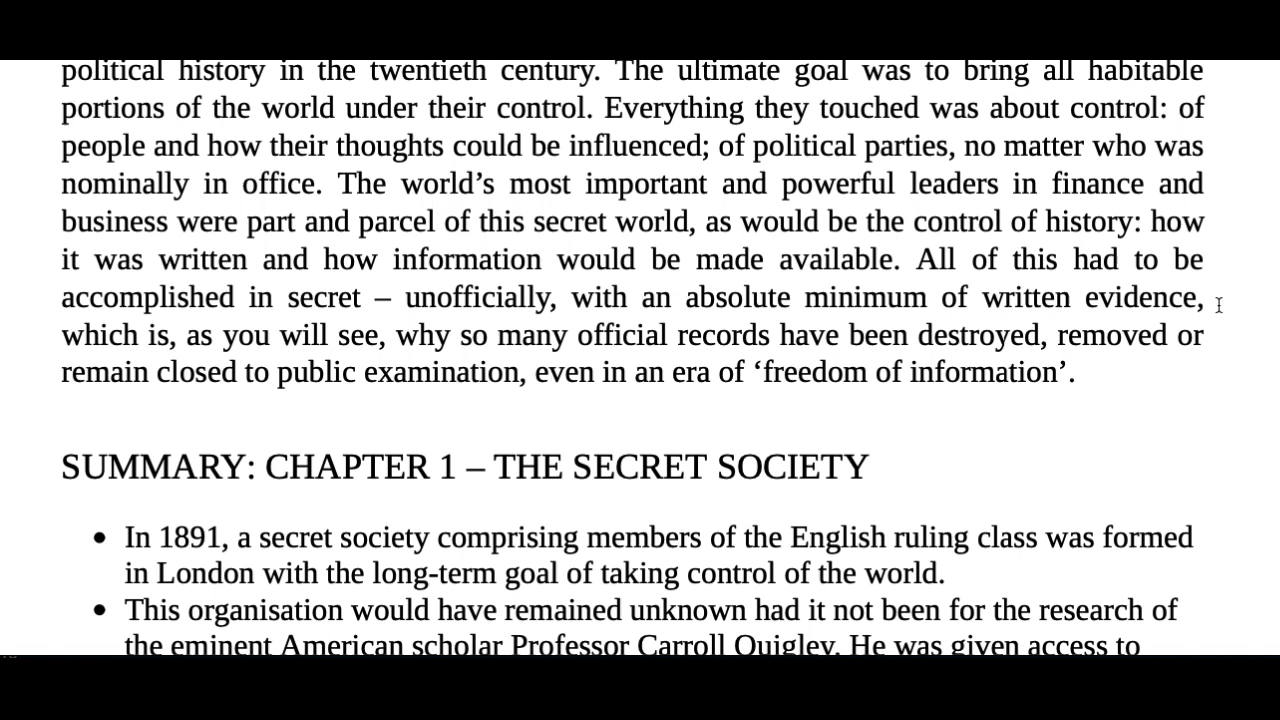 political history in the twentieth century. The ultimate goal was to bring all habitable
portions of the world under their control. Everything they touched was about control: of
people and how their thoughts could be influenced; of political parties, no matter who was
nominally in office. The world’s most important and powerful leaders in finance and
business were part and parcel of this secret world, as would be the control of history: how
it was written and how information would be made available. All of this had to be
accomplished in secret – unofficially, with an absolute minimum of written evidence,
which is, as you will see, why so many official records have been destroyed, removed or
remain closed to public examination, even in an era of ‘freedom of information’.
SUMMARY: CHAPTER 1 – THE SECRET SOCIETY
• In 1891, a secret society comprising members of the English ruling class was formed
in London with the long-term goal of taking control of the world.
• This organisation would have remained unknown had it not been for the research of
the eminent American scholar Professor Carroll Quigley. He was given access to